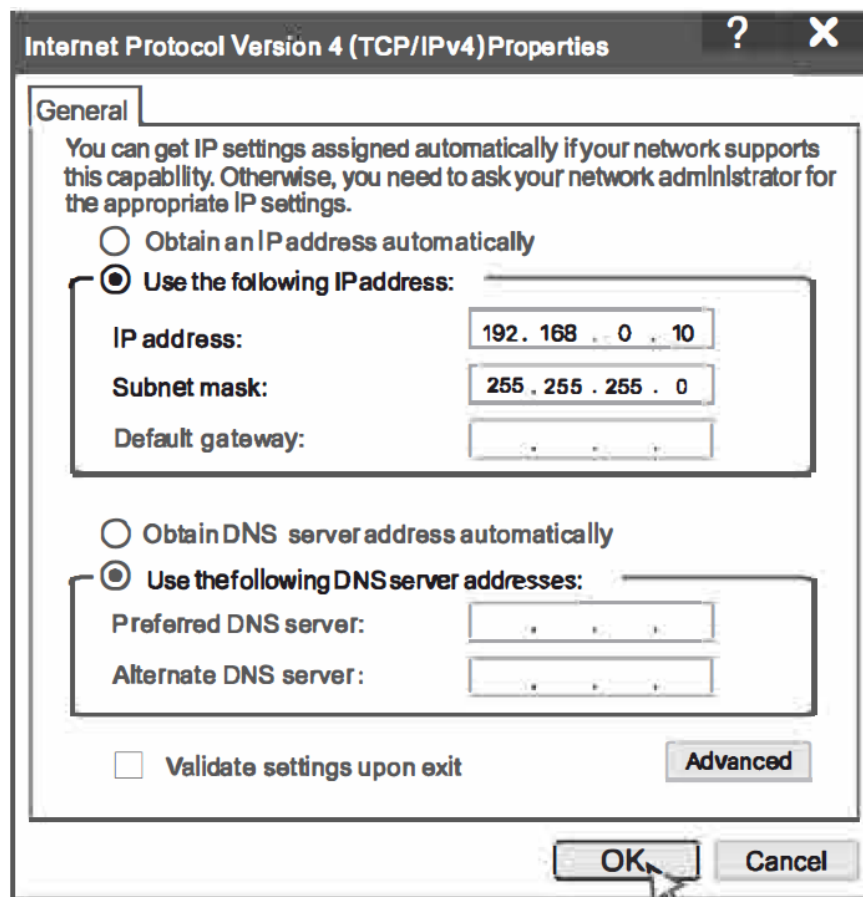 Internet Protocol Version 4 (TCP/IPv4) Properties
? X
General
You can get IP settings assigned automatically if your network supports
this capability. Otherwise, you need to ask your network administrator for
the appropriate IP settings.
Obtain an IP address automatically
Use the following IP address:
IP address: 192 . 168 . 0 . 10
Subnet mask: 255 . 255 . 255 . 0
Default gateway: . . .
Obtain DNS server address automatically
Use the following DNS server addresses:
Preferred DNS server: . . .
Alternate DNS server: . . .
Validate settings upon exit
Advanced
OK Cancel